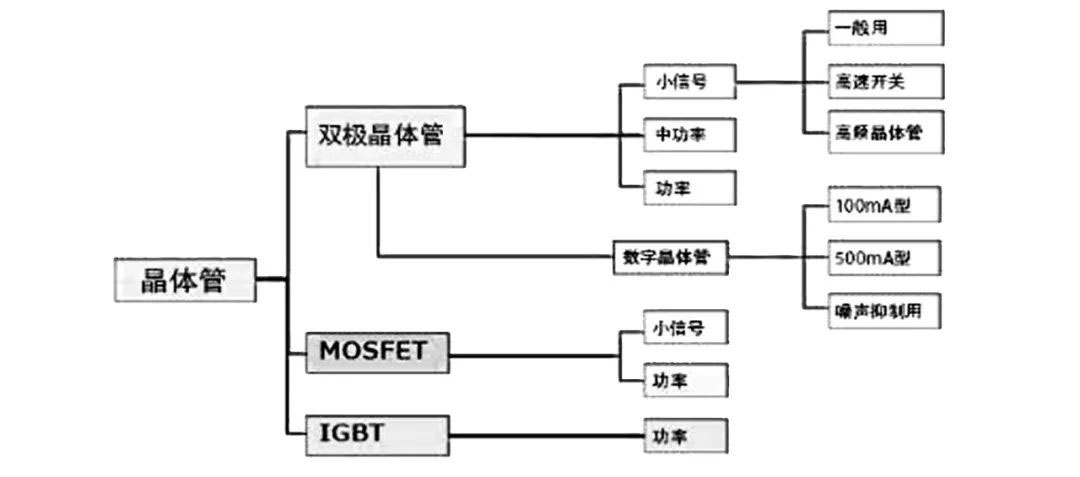 晶体管
双极晶体管
小信号
一般用
高速开关
高频晶体管
中功率
功率
数字晶体管
100mA型
500mA型
噪声抑制用
MOSFET
小信号
功率
IGBT
功率